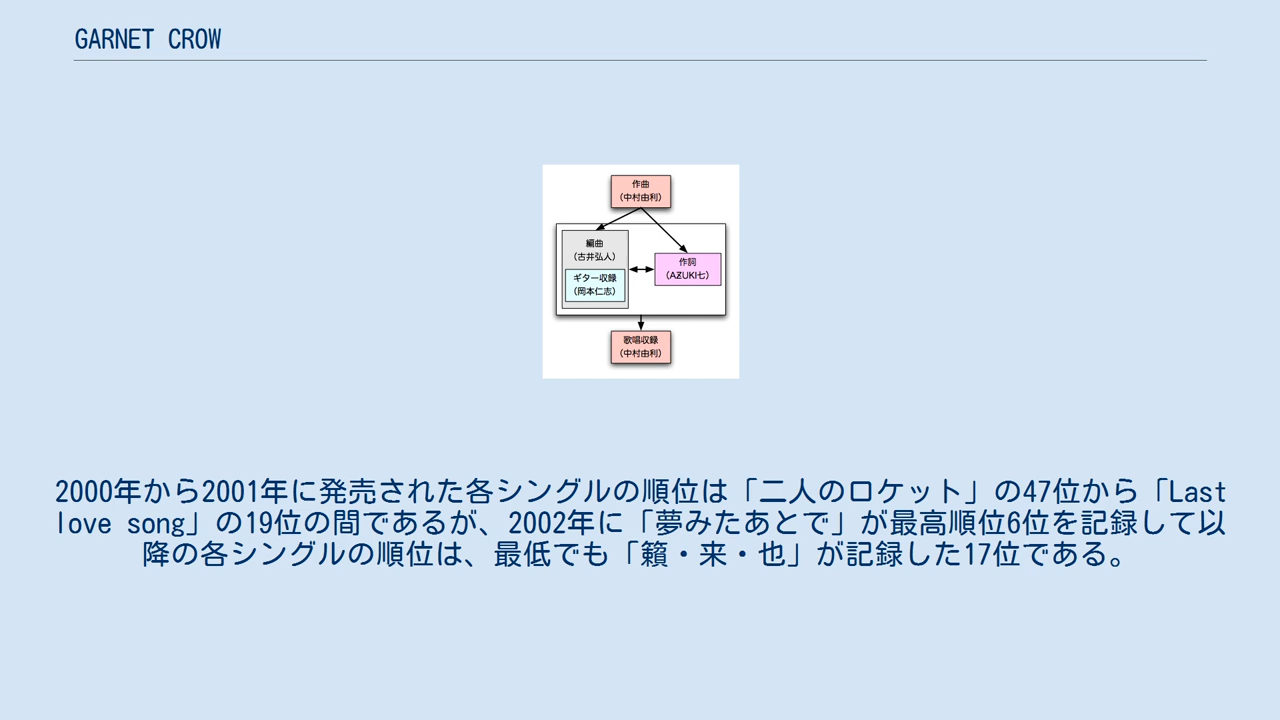 GARNET CROW
作曲
(中村由利)
編曲
(古井弘人)
ギター収録
(岡本仁志)
作詞
(AZUKI七)
歌唱収録
(中村由利)
2000年から2001年に発売された各シングルの順位は「二人のロケット」の47位から「Last
love song」の19位の間であるが、2002年に「夢みたあとで」が最高順位6位を記録して以
降の各シングルの順位は、最低でも「籟・来・也」が記録した17位である。